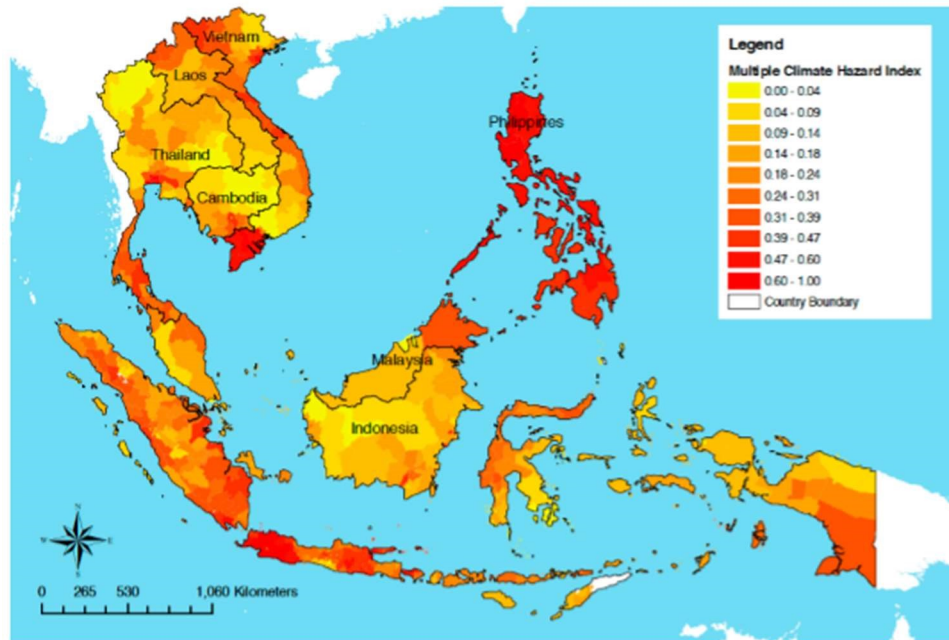 Vietnam
Laos
Thailand
Cambodia
Philippines
Malaysia
Indonesia
Legend
Multiple Climate Hazard Index
0.00 - 0.04
0.04 - 0.09
0.09 - 0.14
0.14 - 0.18
0.18 - 0.24
0.24 - 0.31
0.31 - 0.39
0.39 - 0.47
0.47 - 0.60
0.60 - 1.00
Country Boundary
N
W E
S
0 265 530 1,060 Kilometers